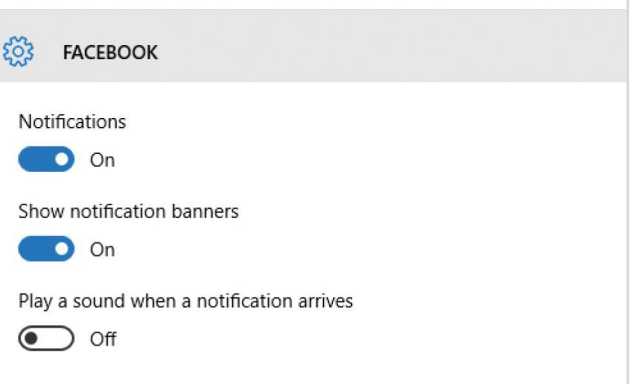 FACEBOOK
Notifications
On
Show notification banners
On
Play a sound when a notification arrives
Off